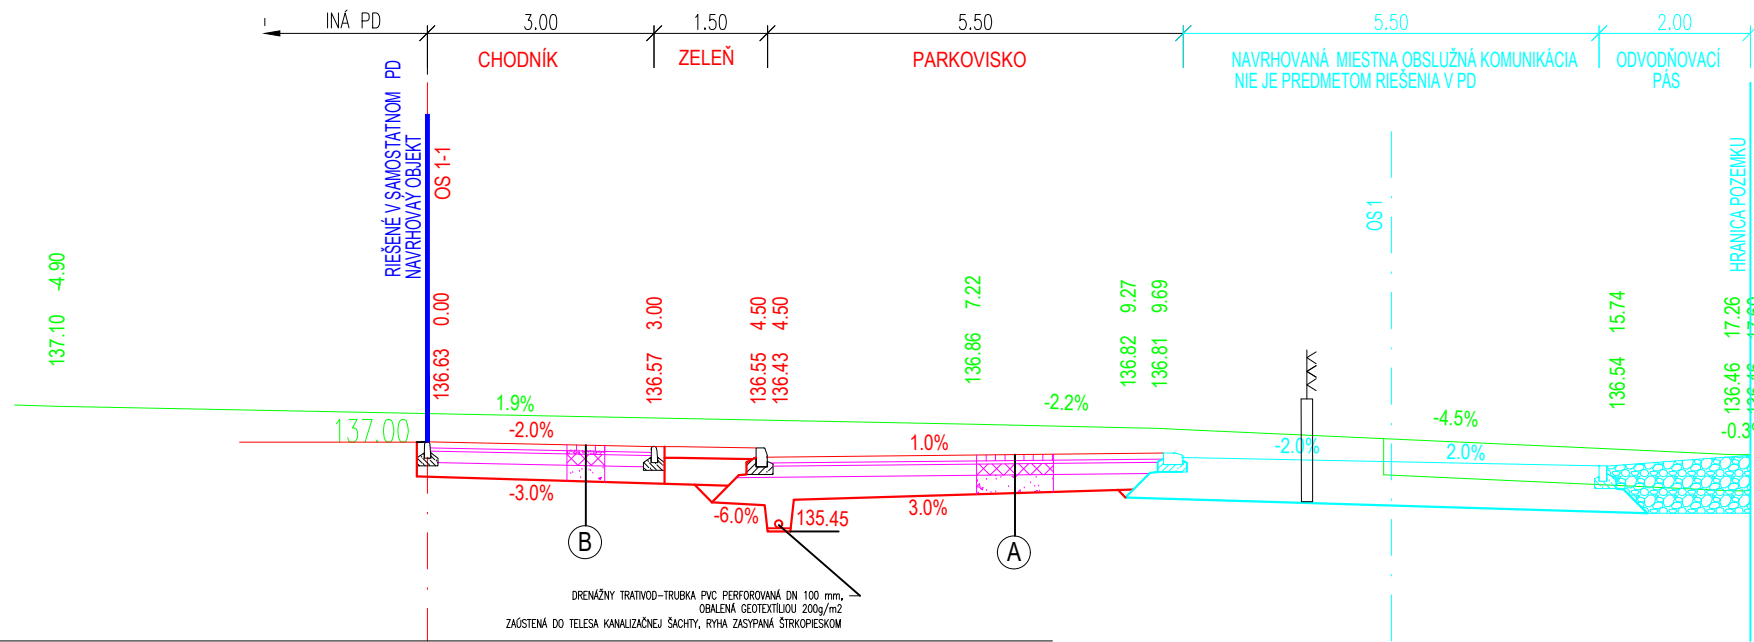 INÁ PD
3.00
1.50
5.50
5.50
2.00
CHODNÍK
ZELEŇ
PARKOVISKO
NAVRHOVANÁ MIESTNA OBSLUŽNÁ KOMUNIKÁCIA
NIE JE PREDMETOM RIEŠENIA V PD
ODVODŇOVACÍ
PÁS
RIEŠENÉ V SAMOSTATNOM PD
NAVRHOVAÝ OBJEKT
OS 1-1
OS 1
HRANICA POZEMKU
137.10 -4.90
136.63 0.00
136.57 3.00
136.55 4.50
136.43 4.50
136.86 7.22
136.82 9.27
136.81 9.69
136.54 15.74
136.46 17.26
137.00
1.9%
-2.0%
-2.2%
1.0%
-4.5%
-2.0%
2.0%
-0.3
-3.0%
-6.0%
135.45
3.0%
B
A
DRENÁŽNY TRATIVOD-TRUBKA PVC PERFOROVANÁ DN 100 mm,
OBALENÁ GEOTEXTÍLIOU 200g/m2
ZAÚSTENÁ DO TELESA KANALIZAČNEJ ŠACHTY, RYHA ZASYPANÁ ŠTRKOPIESKOM